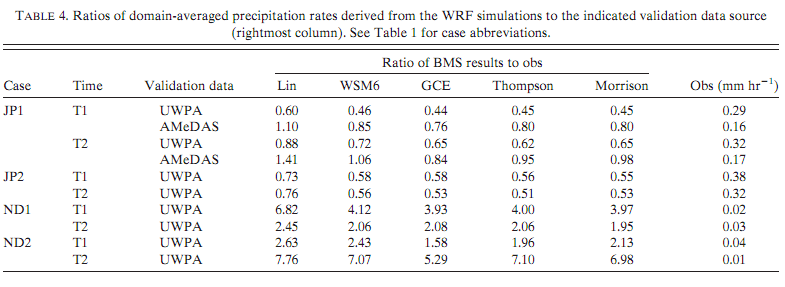 TABLE 4. Ratios of domain-averaged precipitation rates derived from the WRF simulations to the indicated validation data source
(rightmost column). See Table 1 for case abbreviations.
Ratio of BMS results to obs
Case Time Validation data Lin WSM6 GCE Thompson Morrison Obs (mm hr⁻¹)
JP1 T1 UWPA 0.60 0.46 0.44 0.45 0.45 0.29
AMeDAS 1.10 0.85 0.76 0.80 0.80 0.16
T2 UWPA 0.88 0.72 0.65 0.62 0.65 0.32
AMeDAS 1.41 1.06 0.84 0.95 0.98 0.17
JP2 T1 UWPA 0.73 0.58 0.58 0.56 0.55 0.38
T2 UWPA 0.76 0.56 0.53 0.51 0.53 0.32
ND1 T1 UWPA 6.82 4.12 3.93 4.00 3.97 0.02
T2 UWPA 2.45 2.06 2.08 2.06 1.95 0.03
ND2 T1 UWPA 2.63 2.43 1.58 1.96 2.13 0.04
T2 UWPA 7.76 7.07 5.29 7.10 6.98 0.01